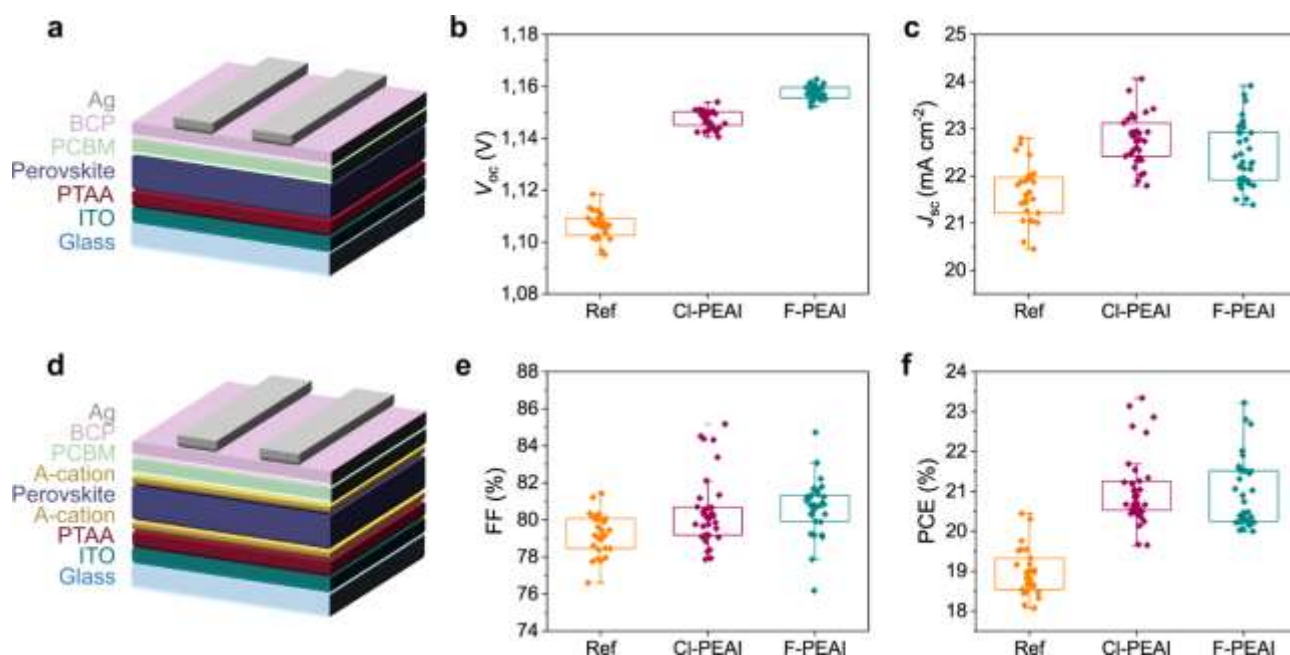 a
Ag
BCP
PCBM
Perovskite
PTAA
ITO
Glass
b
1,18
1,16
1,14
1,12
1,10
1,08
Voc (V)
Ref
Cl-PEAI
F-PEAI
c
25
24
23
22
21
20
Jsc (mA cm-2)
Ref
Cl-PEAI
F-PEAI
d
Ag
BCP
PCBM
A-cation
Perovskite
A-cation
PTAA
ITO
Glass
e
88
86
84
82
80
78
76
74
FF (%)
Ref
Cl-PEAI
F-PEAI
f
24
23
22
21
20
19
18
PCE (%)
Ref
Cl-PEAI
F-PEAI